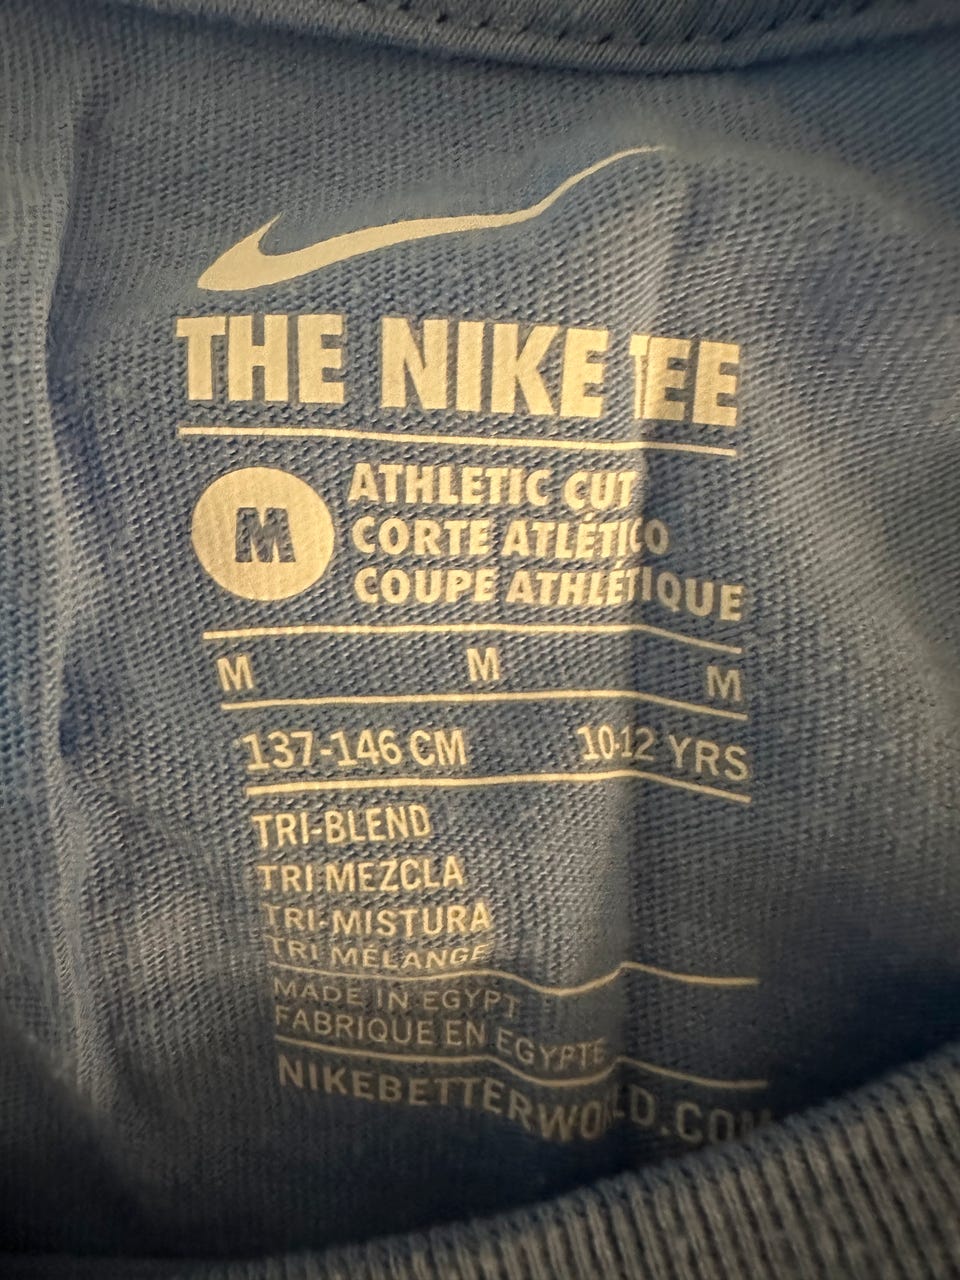 THE NIKE TEE
M
ATHLETIC CUT
CORTE ATLÉTICO
COUPE ATHLÉTIQUE
M M M
137-146 CM 10-12 YRS
TRI-BLEND
TRI MEZCLA
TRI-MISTURA
TRI MÉLANGE
MADE IN EGYPT
FABRIQUE EN EGYPTE
NIKEBETTERWORLD.COM